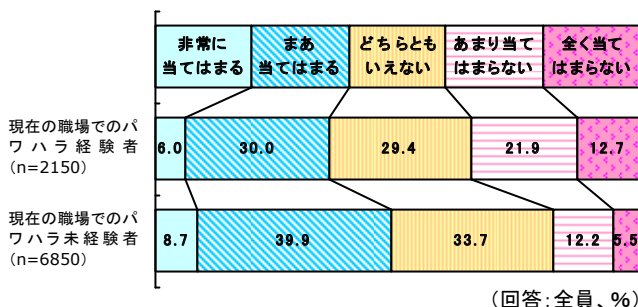 非常に
当てはまる
まあ
当てはまる
どちらとも
いえない
あまり当て
はまらない
全く当て
はまらない
現在の職場でのパ
ワハラ経験者
(n=2150)
6.0
30.0
29.4
21.9
12.7
現在の職場でのパ
ワハラ未経験者
(n=6850)
8.7
39.9
33.7
12.2
5.5
(回答:全員、%)